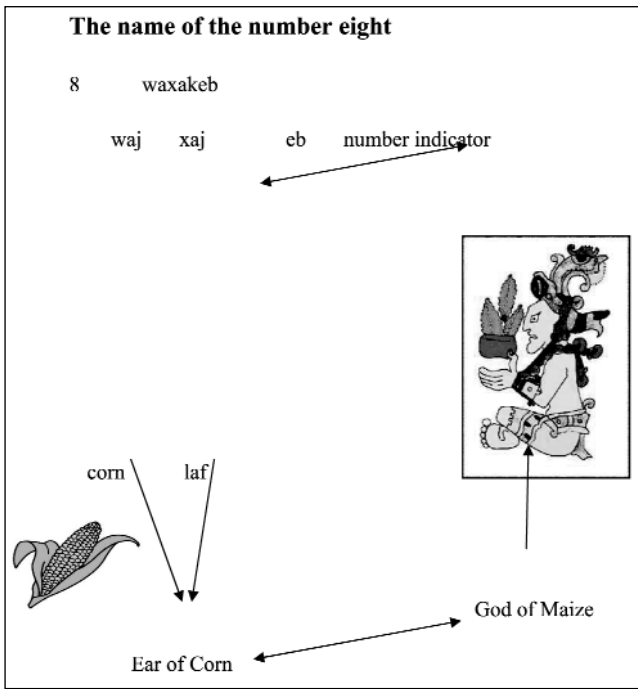 The name of the number eight
8 waxakeb
waj xaj eb number indicator
corn laf
God of Maize
Ear of Corn